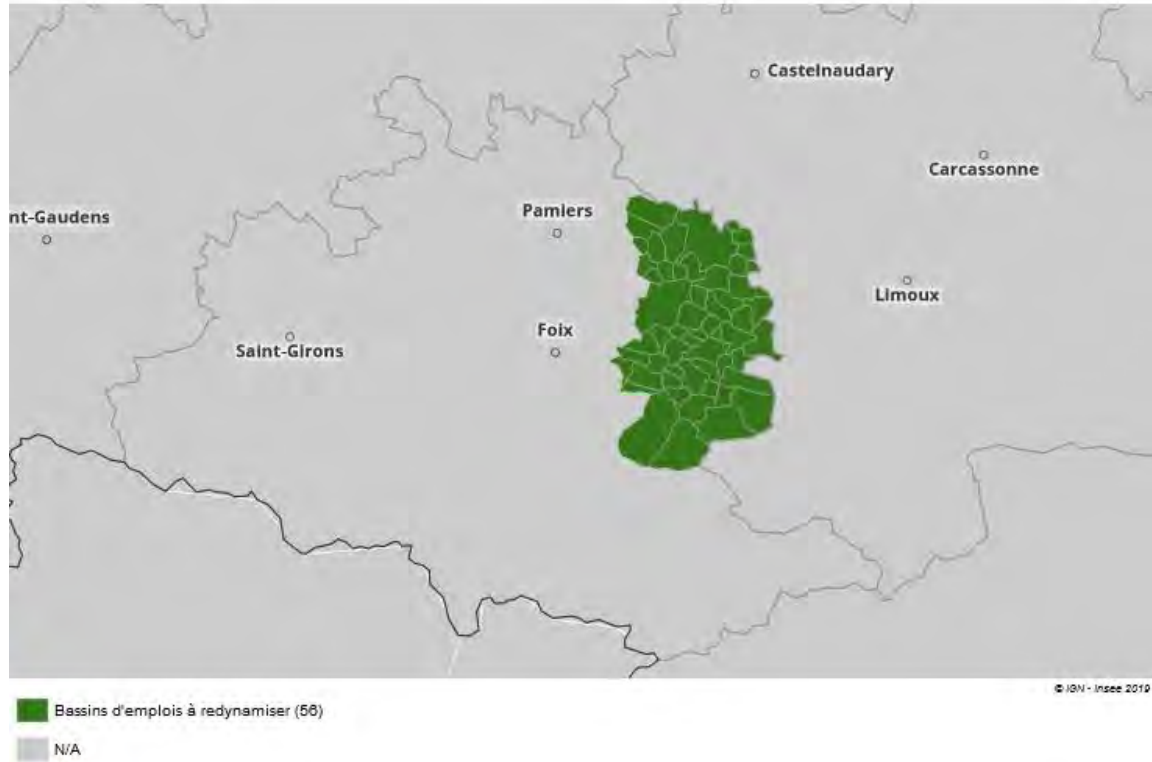 Castelnaudary
Carcassonne
nt-Gaudens
Pamiers
Limoux
Foix
Saint-Girons
© IGN - Insee 2019
Bassins d'emplois à redynamiser (56)
N/A